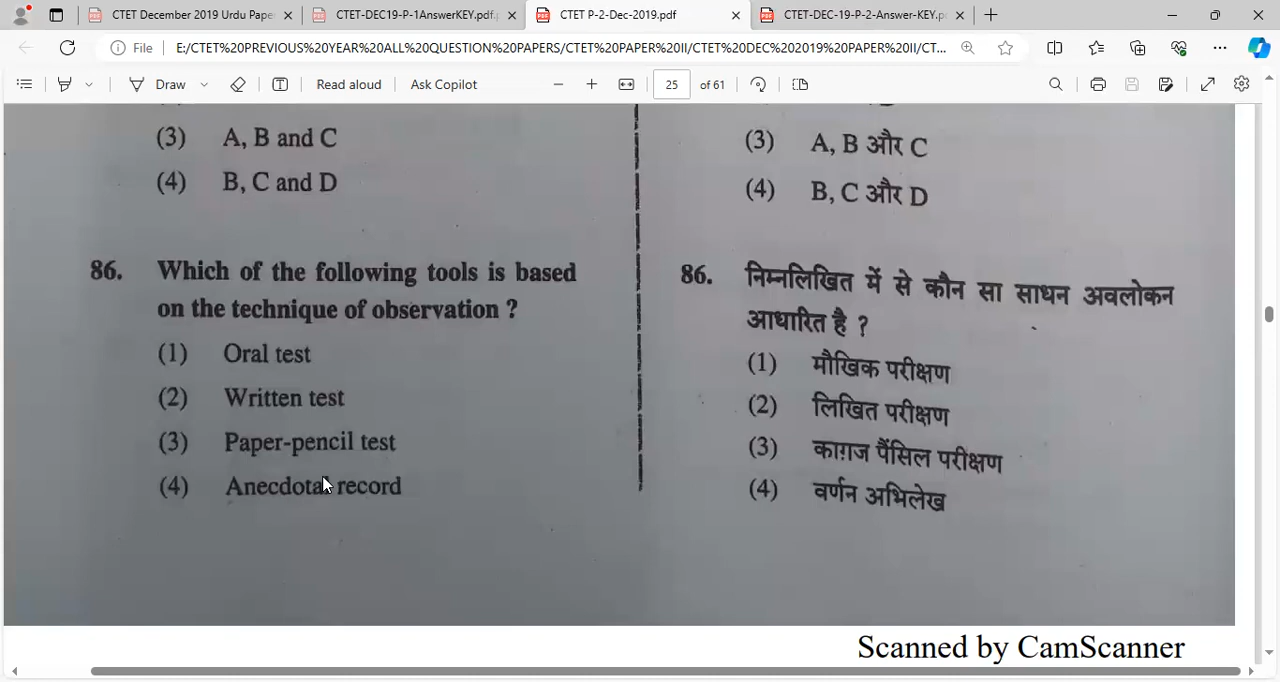 CTET December 2019 Urdu Pape
CTET-DEC19-P-1AnswerKEY.pdf
CTET P-2-Dec-2019.pdf
CTET-DEC-19-P-2-Answer-KEY.p
File
E:/CTET%20PREVIOUS%20YEAR%20ALL%20QUESTION%20PAPERS/CTET%20PAPER%20II/CTET%20DEC%202019%20PAPER%20II/CT...
Draw
Read aloud
Ask Copilot
25
of 61
(3) A, B and C
(4) B, C and D
86. Which of the following tools is based
on the technique of observation ?
(1) Oral test
(2) Written test
(3) Paper-pencil test
(4) Anecdotal record
(3) A, B और C
(4) B, C और D
86. निम्नलिखित में से कौन सा साधन अवलोकन
आधारित है ?
(1) मौखिक परीक्षण
(2) लिखित परीक्षण
(3) काग़ज पैंसिल परीक्षण
(4) वर्णन अभिलेख
Scanned by CamScanner